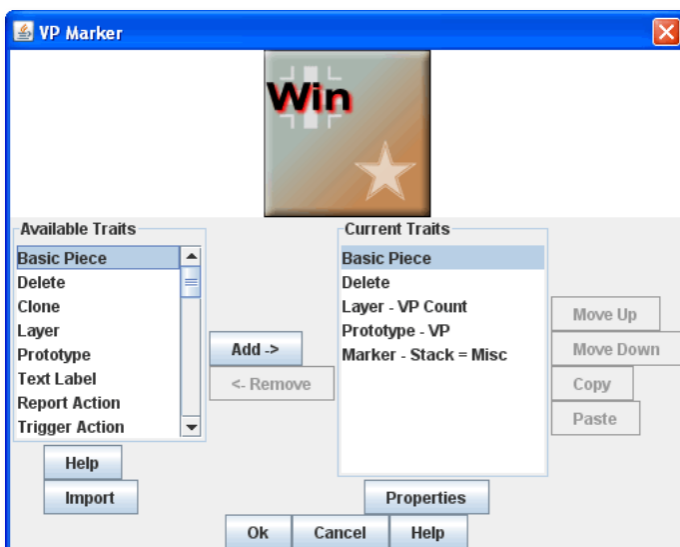 VP Marker
Win
Available Traits
Basic Piece
Delete
Clone
Layer
Prototype
Text Label
Report Action
Trigger Action
Add ->
<- Remove
Current Traits
Basic Piece
Delete
Layer - VP Count
Prototype - VP
Marker - Stack = Misc
Move Up
Move Down
Copy
Paste
Help
Import
Properties
Ok
Cancel
Help